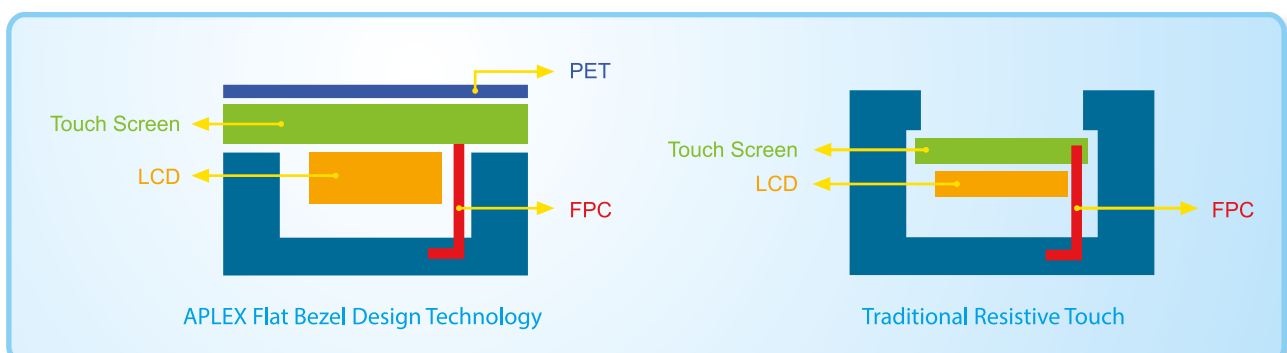 PET
Touch Screen
LCD
FPC
APLEX Flat Bezel Design Technology
Touch Screen
LCD
FPC
Traditional Resistive Touch